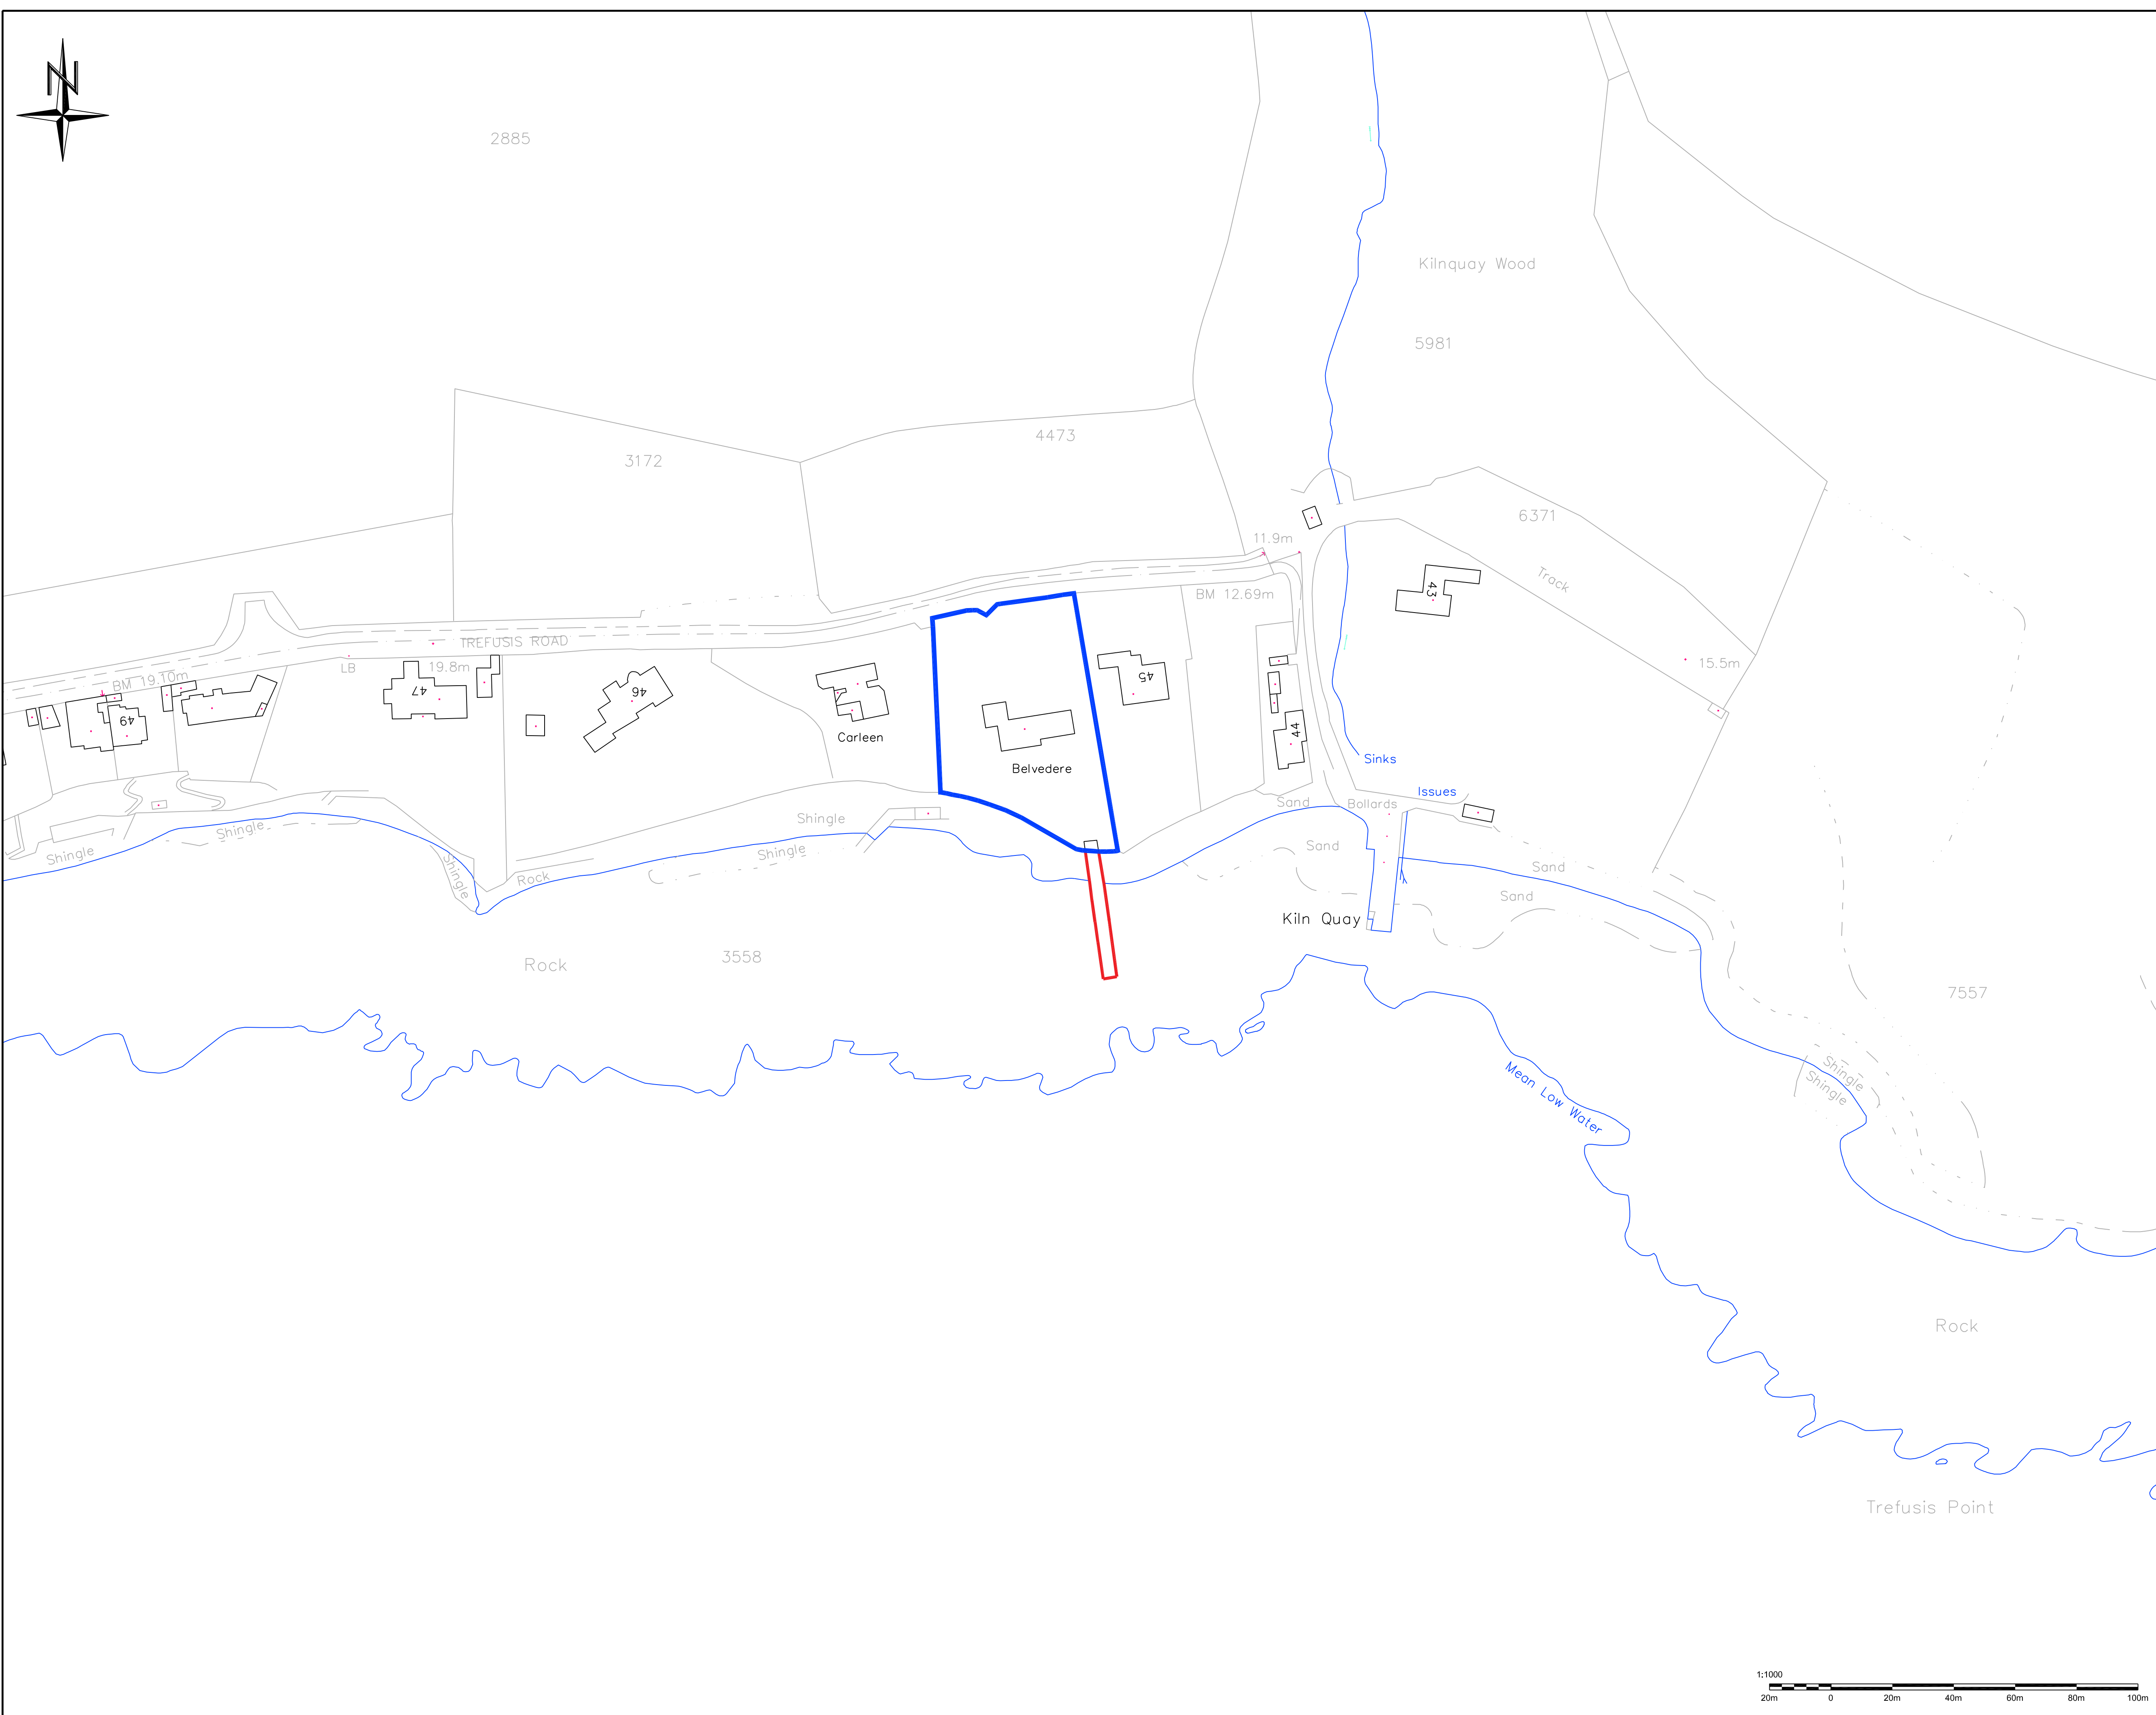 N
2885
Kilnquay Wood
5981
4473
3172
6371
11.9m
Track
43
BM 12.69m
TREFUSIS ROAD
15.5m
LB
19.8m
BM 19.10m
47
46
45
49
44
Carleen
Belvedere
Sinks
Issues
Sand
Bollards
Shingle
Shingle
Shingle
Shingle
Sand
Sand
Shingle
Rock
Sand
Kiln Quay
3558
Rock
7557
Mean Low Water
Shingle
Shingle
Rock
Trefusis Point
1:1000
20m 0 20m 40m 60m 80m 100m